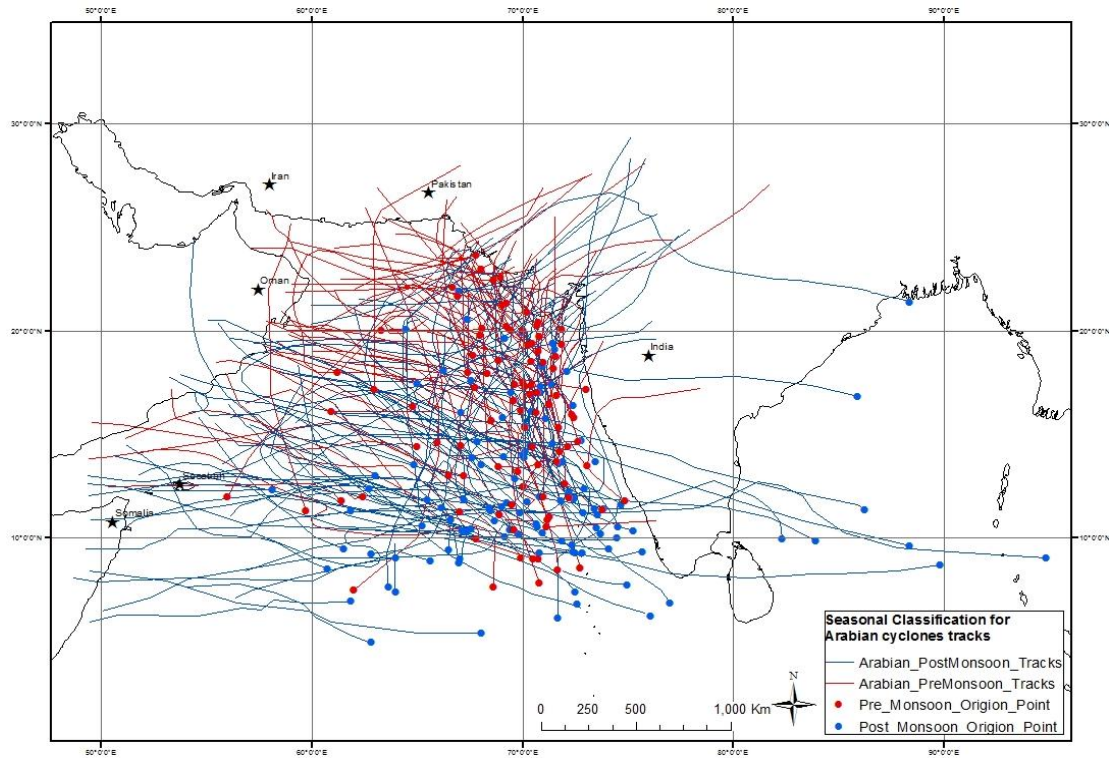 50°0'0"E 60°0'0"E 70°0'0"E 80°0'0"E 90°0'0"E
30°0'0"N 30°0'0"N
Iran
Pakistan
Oman
20°0'0"N 20°0'0"N
India
Somalia
10°0'0"N 10°0'0"N
Seasonal Classification for
Arabian cyclones tracks
Arabian_PostMonsoon_Tracks
Arabian_PreMonsoon_Tracks
Pre_Monsoon_Origion_Point
Post_Monsoon_Origion_Point
N
0 250 500 1,000 Km
50°0'0"E 60°0'0"E 70°0'0"E 80°0'0"E 90°0'0"E